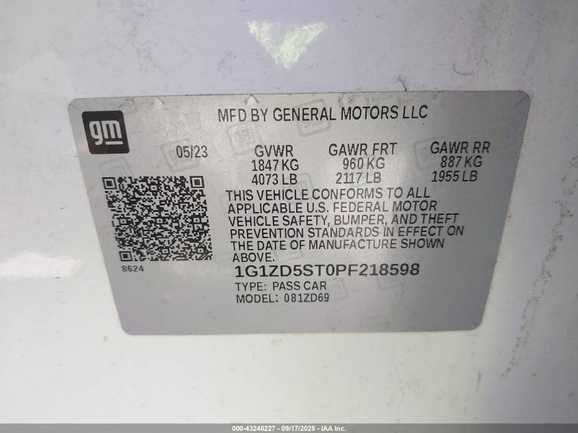 gm
MFD BY GENERAL MOTORS LLC
05/23 GVWR GAWR FRT GAWR RR
1847 KG 960 KG 887 KG
4073 LB 2117 LB 1955 LB
THIS VEHICLE CONFORMS TO ALL
APPLICABLE U.S. FEDERAL MOTOR
VEHICLE SAFETY, BUMPER, AND THEFT
PREVENTION STANDARDS IN EFFECT ON
THE DATE OF MANUFACTURE SHOWN
ABOVE.
8624
1G1ZD5ST0PF218598
TYPE: PASS CAR
MODEL: 081ZD69
000-43246227 - 09/17/2025 - IAA Inc.